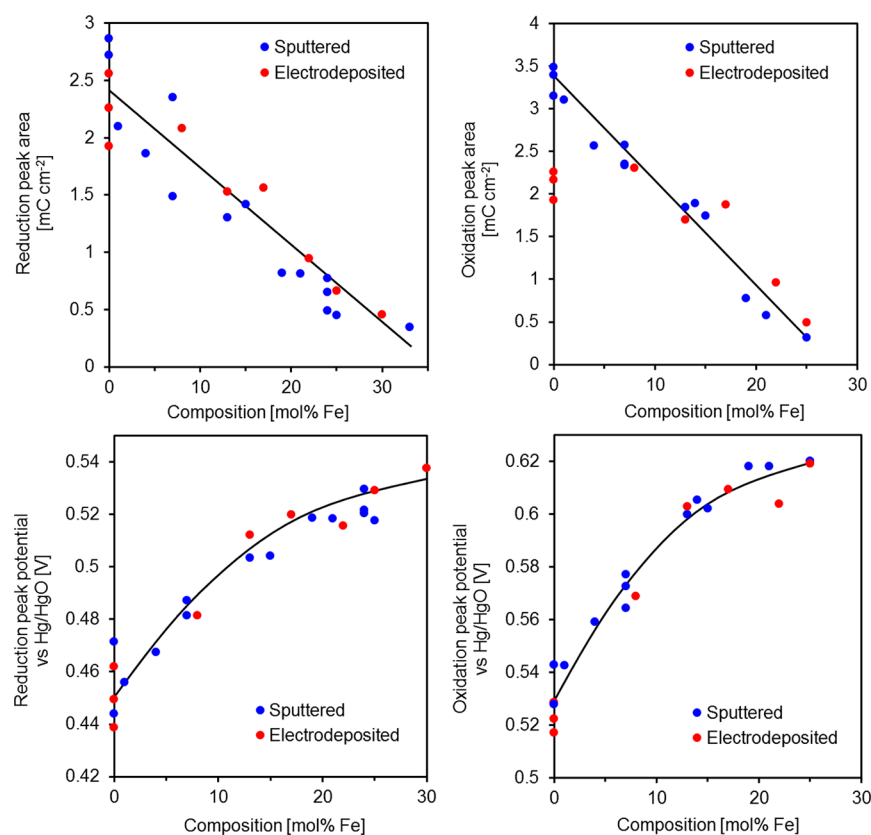 Reduction peak area
[mC cm-2]
3
2.5
2
1.5
1
0.5
0
0
10
20
30
Composition [mol% Fe]
Sputtered
Electrodeposited
Oxidation peak area
[mC cm-2]
4
3.5
3
2.5
2
1.5
1
0.5
0
0
10
20
30
Composition [mol% Fe]
Sputtered
Electrodeposited
Reduction peak potential
vs Hg/HgO [V]
0.54
0.52
0.5
0.48
0.46
0.44
0.42
0
10
20
30
Composition [mol% Fe]
Sputtered
Electrodeposited
Oxidation peak potential
vs Hg/HgO [V]
0.62
0.6
0.58
0.56
0.54
0.52
0.5
0
10
20
30
Composition [mol% Fe]
Sputtered
Electrodeposited